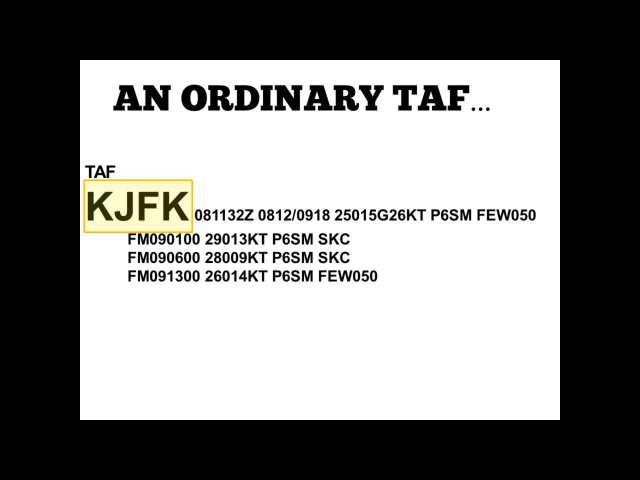 AN ORDINARY TAF...
TAF
KJFK 081132Z 0812/0918 25015G26KT P6SM FEW050
FM090100 29013KT P6SM SKC
FM090600 28009KT P6SM SKC
FM091300 26014KT P6SM FEW050